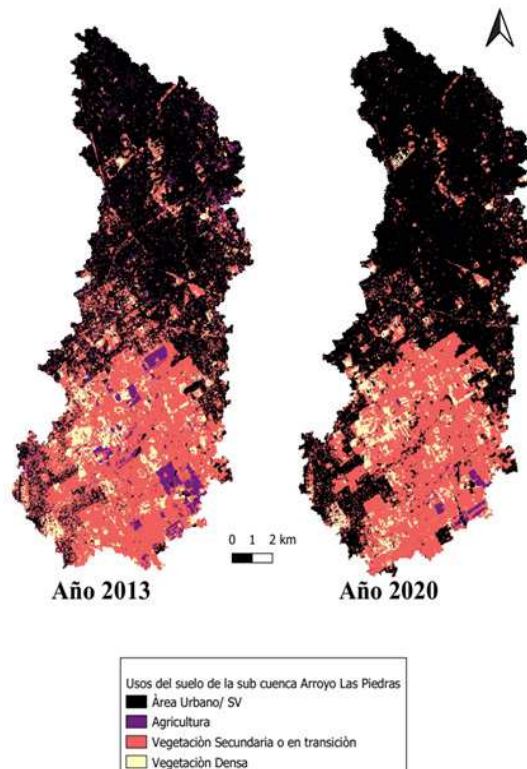 0 1 2 km
Año 2013
Año 2020
Usos del suelo de la sub cuenca Arroyo Las Piedras
Àrea Urbano/ SV
Agricultura
Vegetaciòn Secundaria o en transiciòn
Vegetaciòn Densa